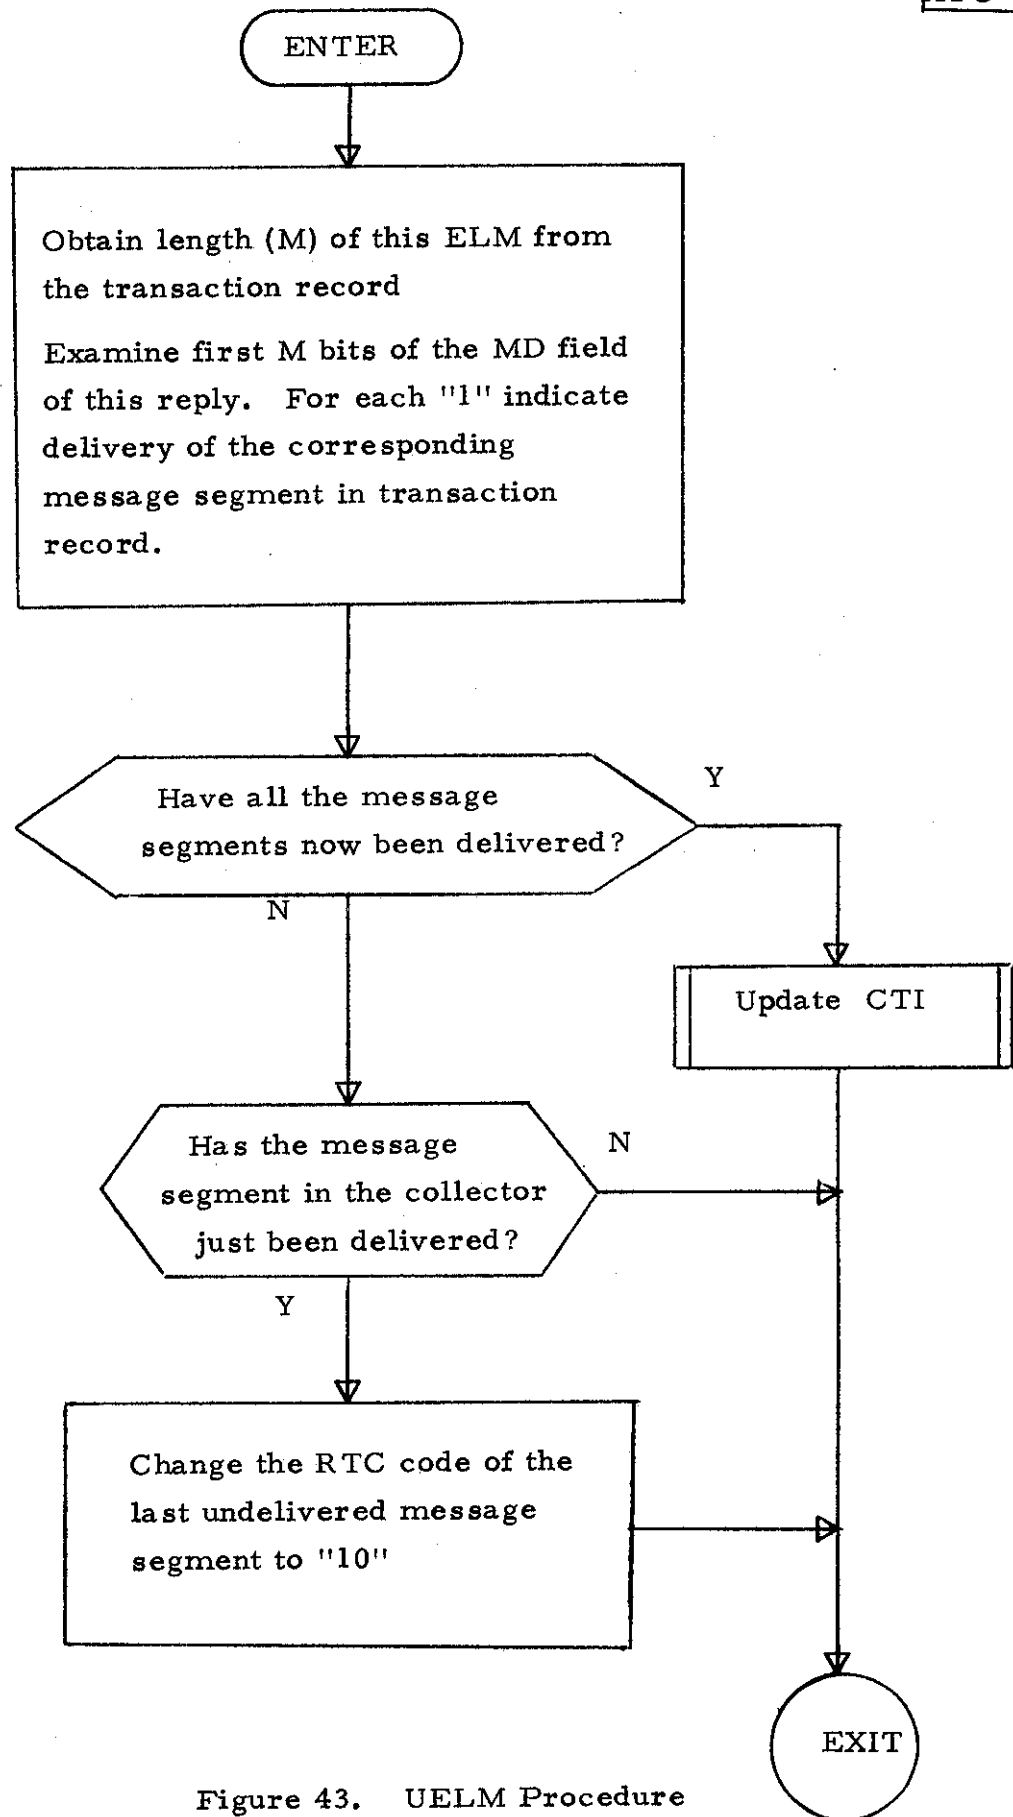 ENTER
Obtain length (M) of this ELM from
the transaction record
Examine first M bits of the MD field
of this reply. For each "1" indicate
delivery of the corresponding
message segment in transaction
record.
Have all the message
segments now been delivered?
Y
N
Update CTI
Has the message
segment in the collector
just been delivered?
N
Y
Change the RTC code of the
last undelivered message
segment to "10"
EXIT
Figure 43. UELM Procedure